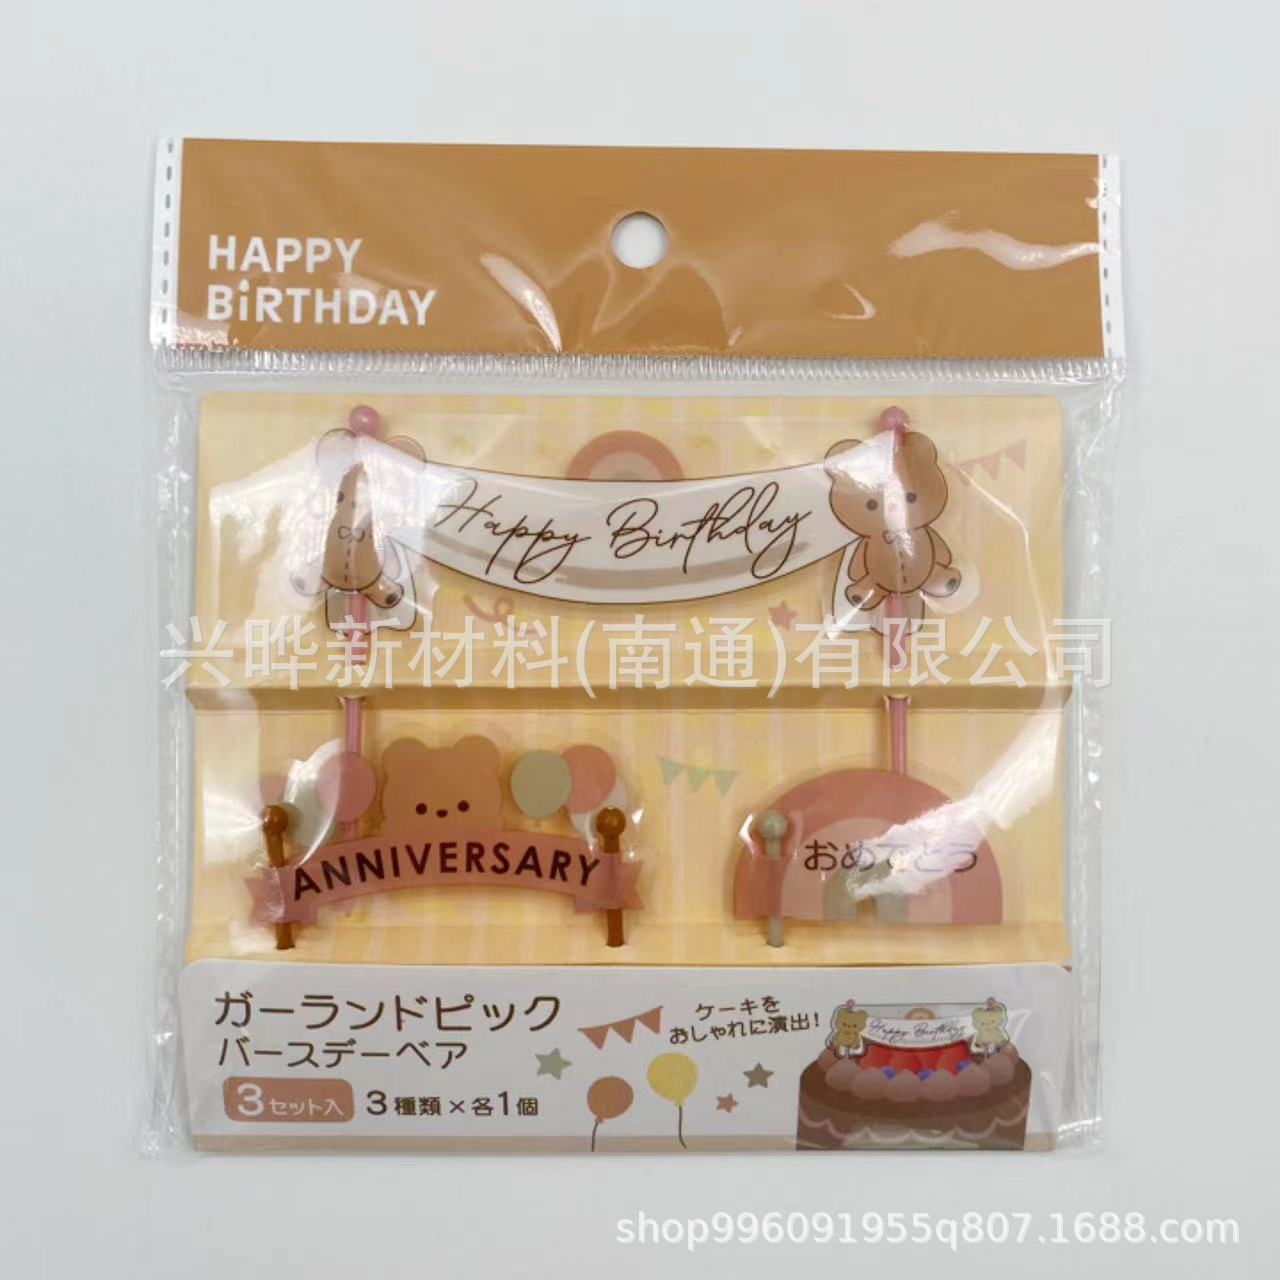 HAPPY
BiRTHDAY
Happy Birthday
兴晔新材料(南通)有限公司
ANNIVERSARY
おめでとう
ガーランドピック
バースデーベア
3セット入 3種類×各1個
ケーキを
おしゃれに演出!
Happy Birthday
shop996091955q807.1688.com